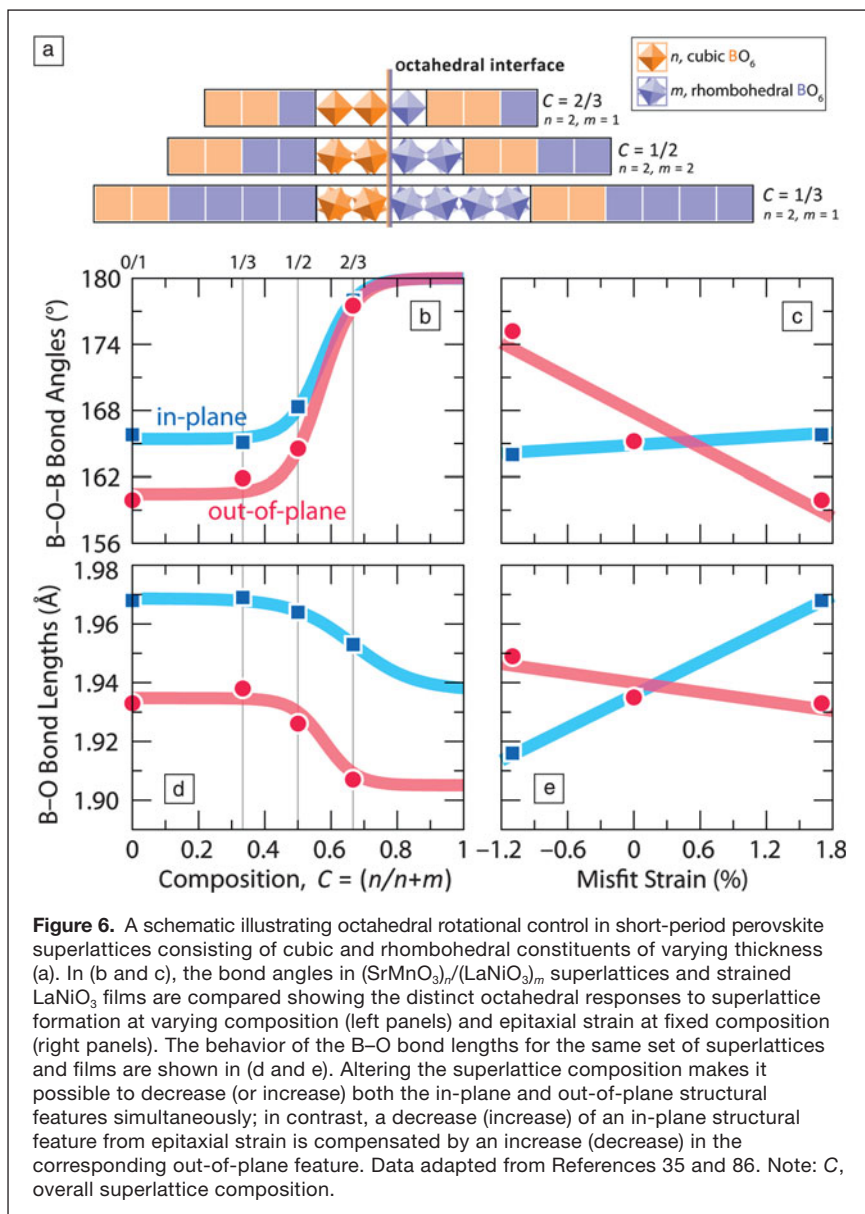 a
octahedral interface
n, cubic BO₆
m, rhombohedral BO₆
C = 2/3
n = 2, m = 1
C = 1/2
n = 2, m = 2
C = 1/3
n = 2, m = 1
0/1 1/3 1/2 2/3
B–O–B Bond Angles (°)
180
174
168
162
156
in-plane
out-of-plane
b
c
B–O Bond Lengths (Å)
1.98
1.96
1.94
1.92
1.90
d
e
0 0.2 0.4 0.6 0.8 1
Composition, C = (n/n+m)
−1.2 −0.6 0 0.6 1.2 1.8
Misfit Strain (%)
Figure 6. A schematic illustrating octahedral rotational control in short-period perovskite
superlattices consisting of cubic and rhombohedral constituents of varying thickness
(a). In (b and c), the bond angles in (SrMnO₃)ₙ/(LaNiO₃)ₘ superlattices and strained
LaNiO₃ films are compared showing the distinct octahedral responses to superlattice
formation at varying composition (left panels) and epitaxial strain at fixed composition
(right panels). The behavior of the B–O bond lengths for the same set of superlattices
and films are shown in (d and e). Altering the superlattice composition makes it
possible to decrease (or increase) both the in-plane and out-of-plane structural
features simultaneously; in contrast, a decrease (increase) of an in-plane structural
feature from epitaxial strain is compensated by an increase (decrease) in the
corresponding out-of-plane feature. Data adapted from References 35 and 86. Note: C,
overall superlattice composition.